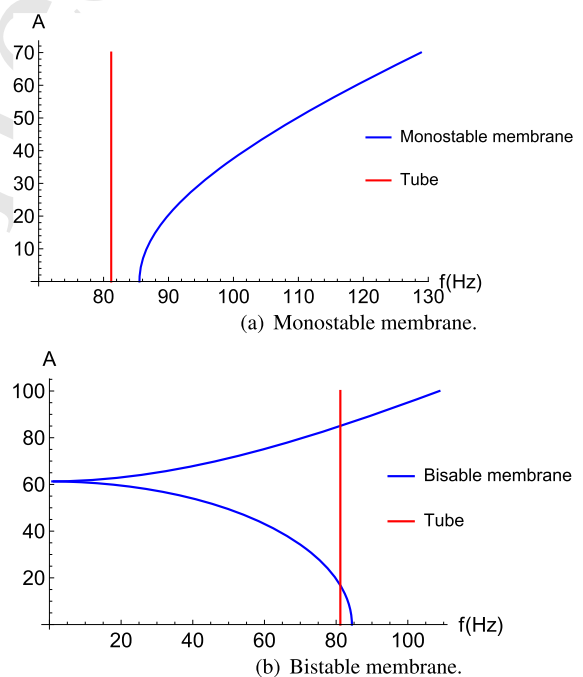 A
70
60
50
40
30
20
10
Monostable membrane
Tube
80 90 100 110 120 130 f(Hz)
(a) Monostable membrane.
A
100
80
60
40
20
Bisable membrane
Tube
20 40 60 80 100 f(Hz)
(b) Bistable membrane.